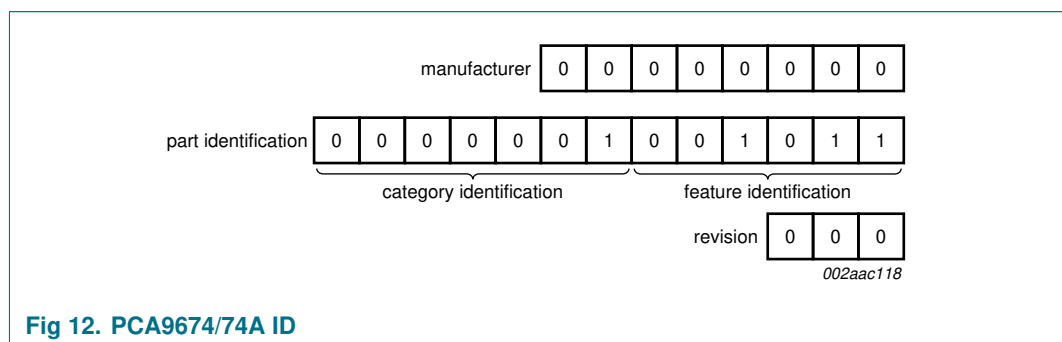 manufacturer 0 0 0 0 0 0 0 0
part identification 0 0 0 0 0 0 1 0 0 1 0 1 1
category identification feature identification
revision 0 0 0
002aac118
Fig 12. PCA9674/74A ID